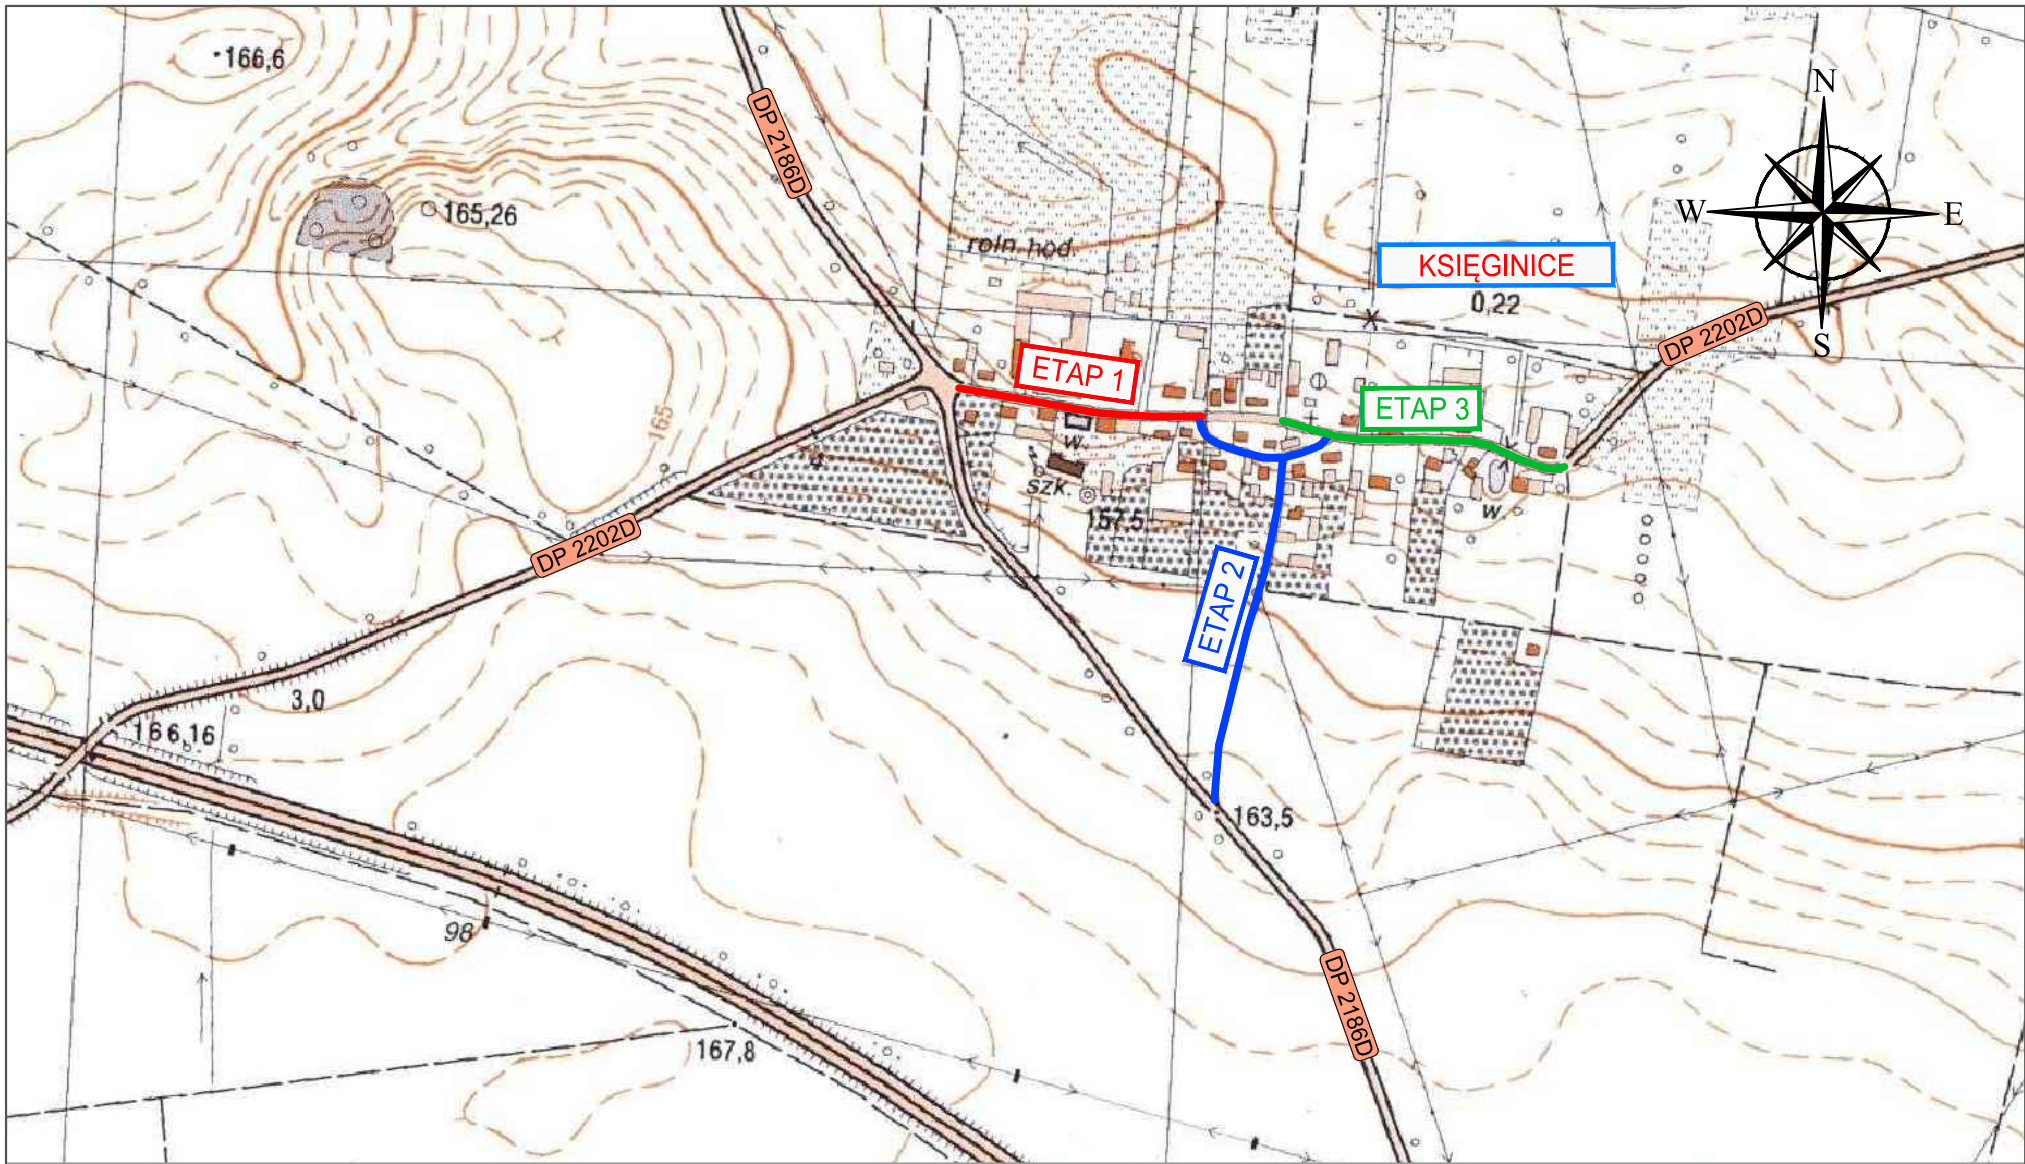 166,6
DP 2186D
N
165,26
W
E
roln. hod.
KSIĘGINICE
0,22
S
DP 2202D
ETAP 1
ETAP 3
165
w.
szk.
w.
157,5
DP 2202D
ETAP 2
3,0
166,16
163,5
98
DP 2186D
167,8